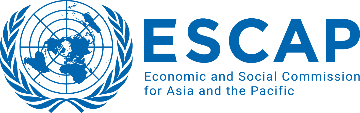 ESCAP
Economic and Social Commission
for Asia and the Pacific